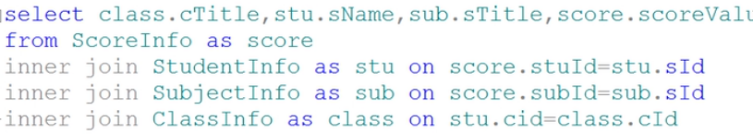 select class.cTitle,stu.sName,sub.sTitle,score.scoreValu
from ScoreInfo as score
inner join StudentInfo as stu on score.stuId=stu.sId
inner join SubjectInfo as sub on score.subId=sub.sId
inner join ClassInfo as class on stu.cid=class.cId